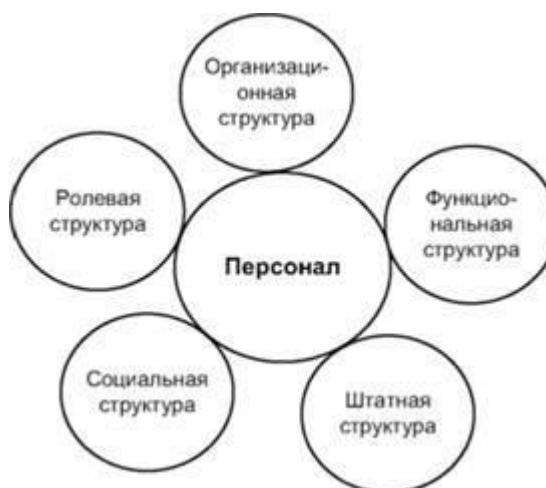 Организаци-
онная
структура
Ролевая
структура
Функцио-
нальная
структура
Персонал
Социальная
структура
Штатная
структура